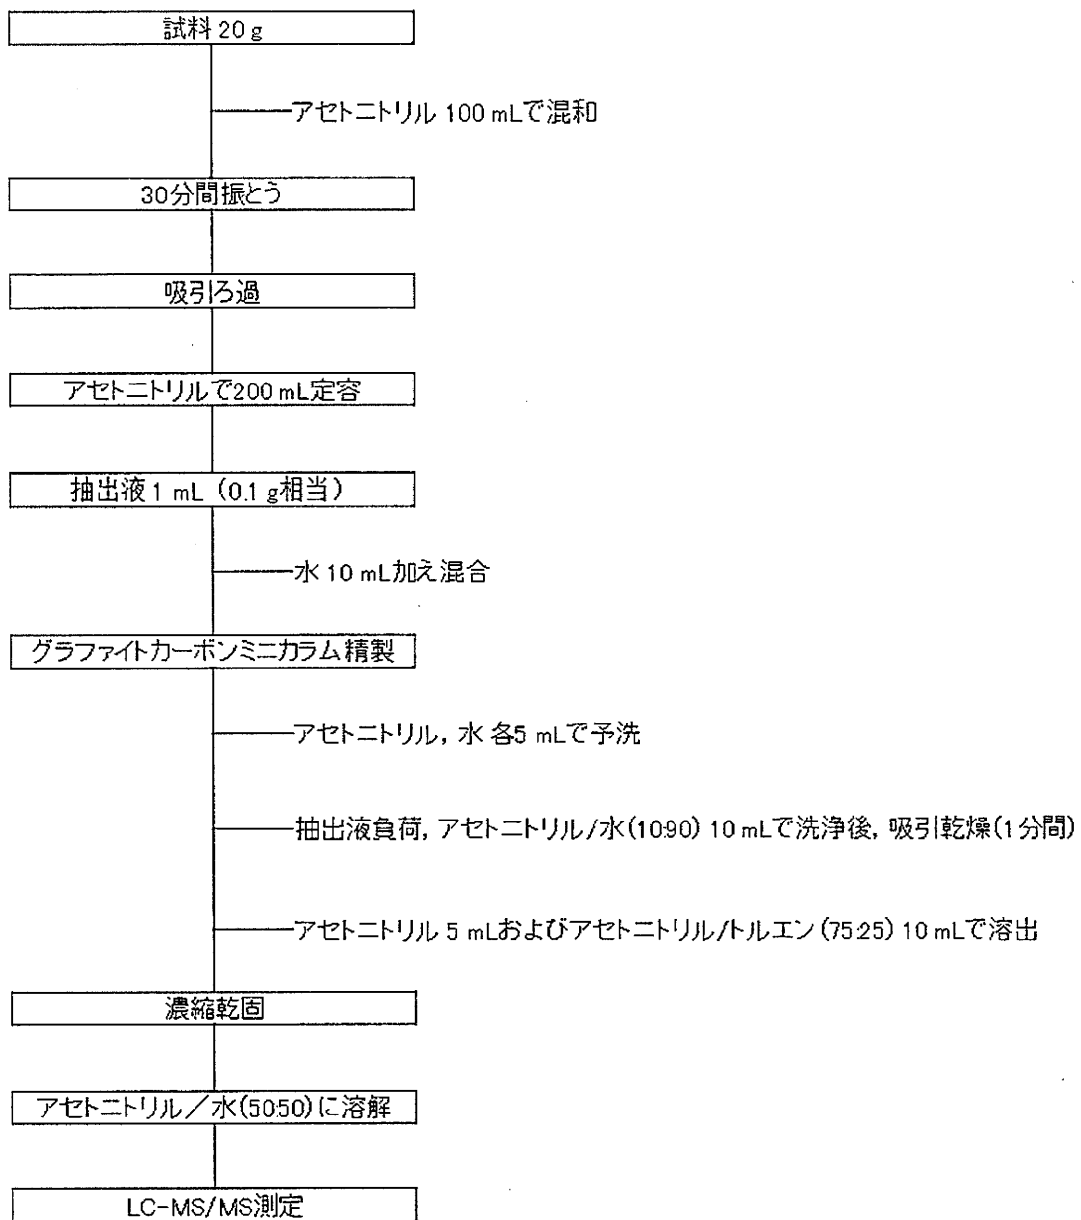 試料 20 g
アセトニトリル 100 mLで混和
30分間振とう
吸引ろ過
アセトニトリルで200 mL定容
抽出液 1 mL (0.1 g相当)
水 10 mL加え混合
グラファイトカーボンミニカラム精製
アセトニトリル, 水 各5 mLで予洗
抽出液負荷, アセトニトリル/水(10:90) 10 mLで洗浄後, 吸引乾燥(1分間)
アセトニトリル 5 mLおよびアセトニトリル/トルエン(75:25) 10 mLで溶出
濃縮乾固
アセトニトリル/水(50:50)に溶解
LC-MS/MS測定